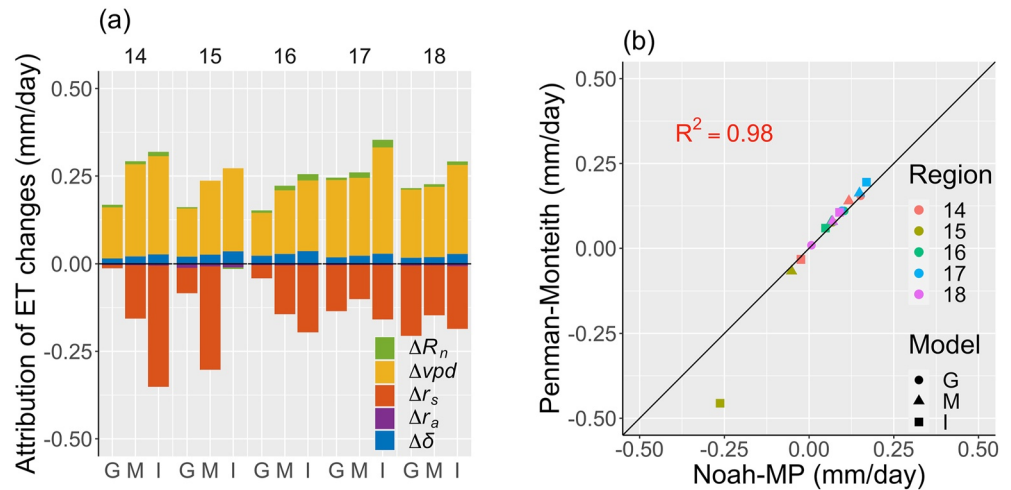 (a)
14 15 16 17 18
Attribution of ET changes (mm/day)
0.50
0.25
0.00
-0.25
-0.50
ΔRₙ
Δvpd
Δrₛ
Δrₐ
Δδ
G M I G M I G M I G M I G M I
(b)
Penman-Monteith (mm/day)
0.50
0.25
0.00
-0.25
-0.50
R² = 0.98
Region
14
15
16
17
18
Model
G
M
I
-0.50 -0.25 0.00 0.25 0.50
Noah-MP (mm/day)